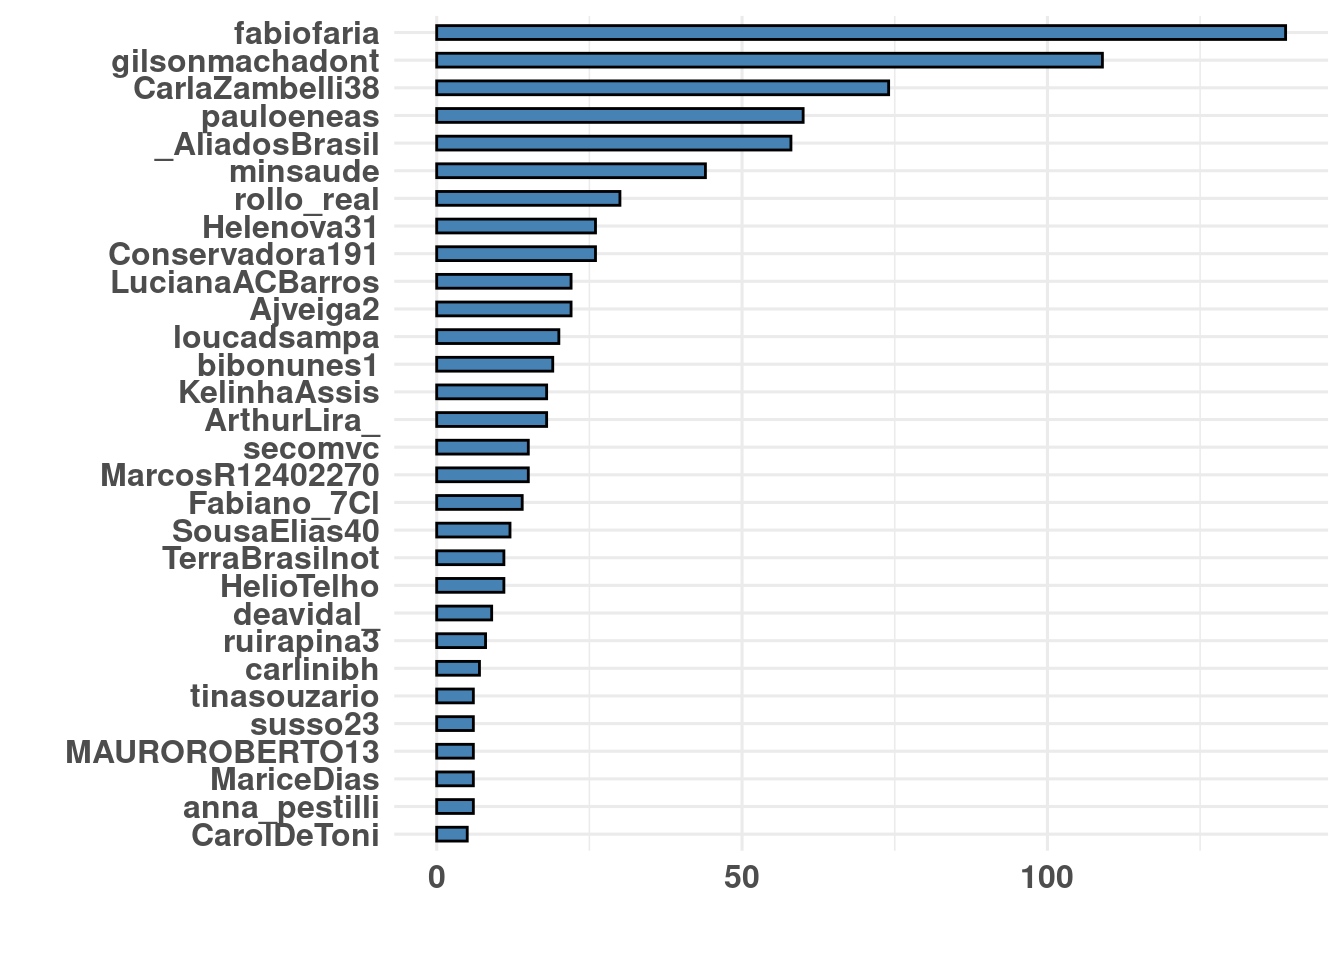 fabiofaria
gilsonmachadont
CarlaZambelli38
pauloeneas
_AliadosBrasil
minsaude
rollo_real
Helenova31
Conservadora191
LucianaACBarros
Ajveiga2
loucadsampa
bibonunes1
KelinhaAssis
ArthurLira_
secomvc
MarcosR12402270
Fabiano_7Cl
SousaElias40
TerraBrasilnot
HelioTelho
deavidal_
ruirapina3
carlinibh
tinasouzario
susso23
MAUROROBERTO13
MariceDias
anna_pestilli
CarolDeToni
0 50 100